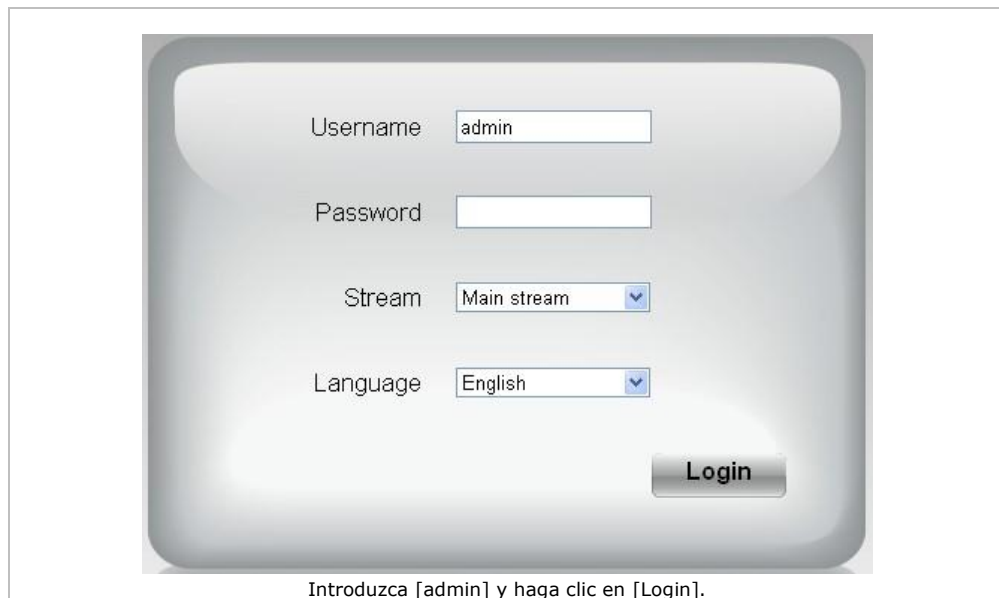 Username admin
Password
Stream Main stream
Language English
Login
Introduzca [admin] y haga clic en [Login].